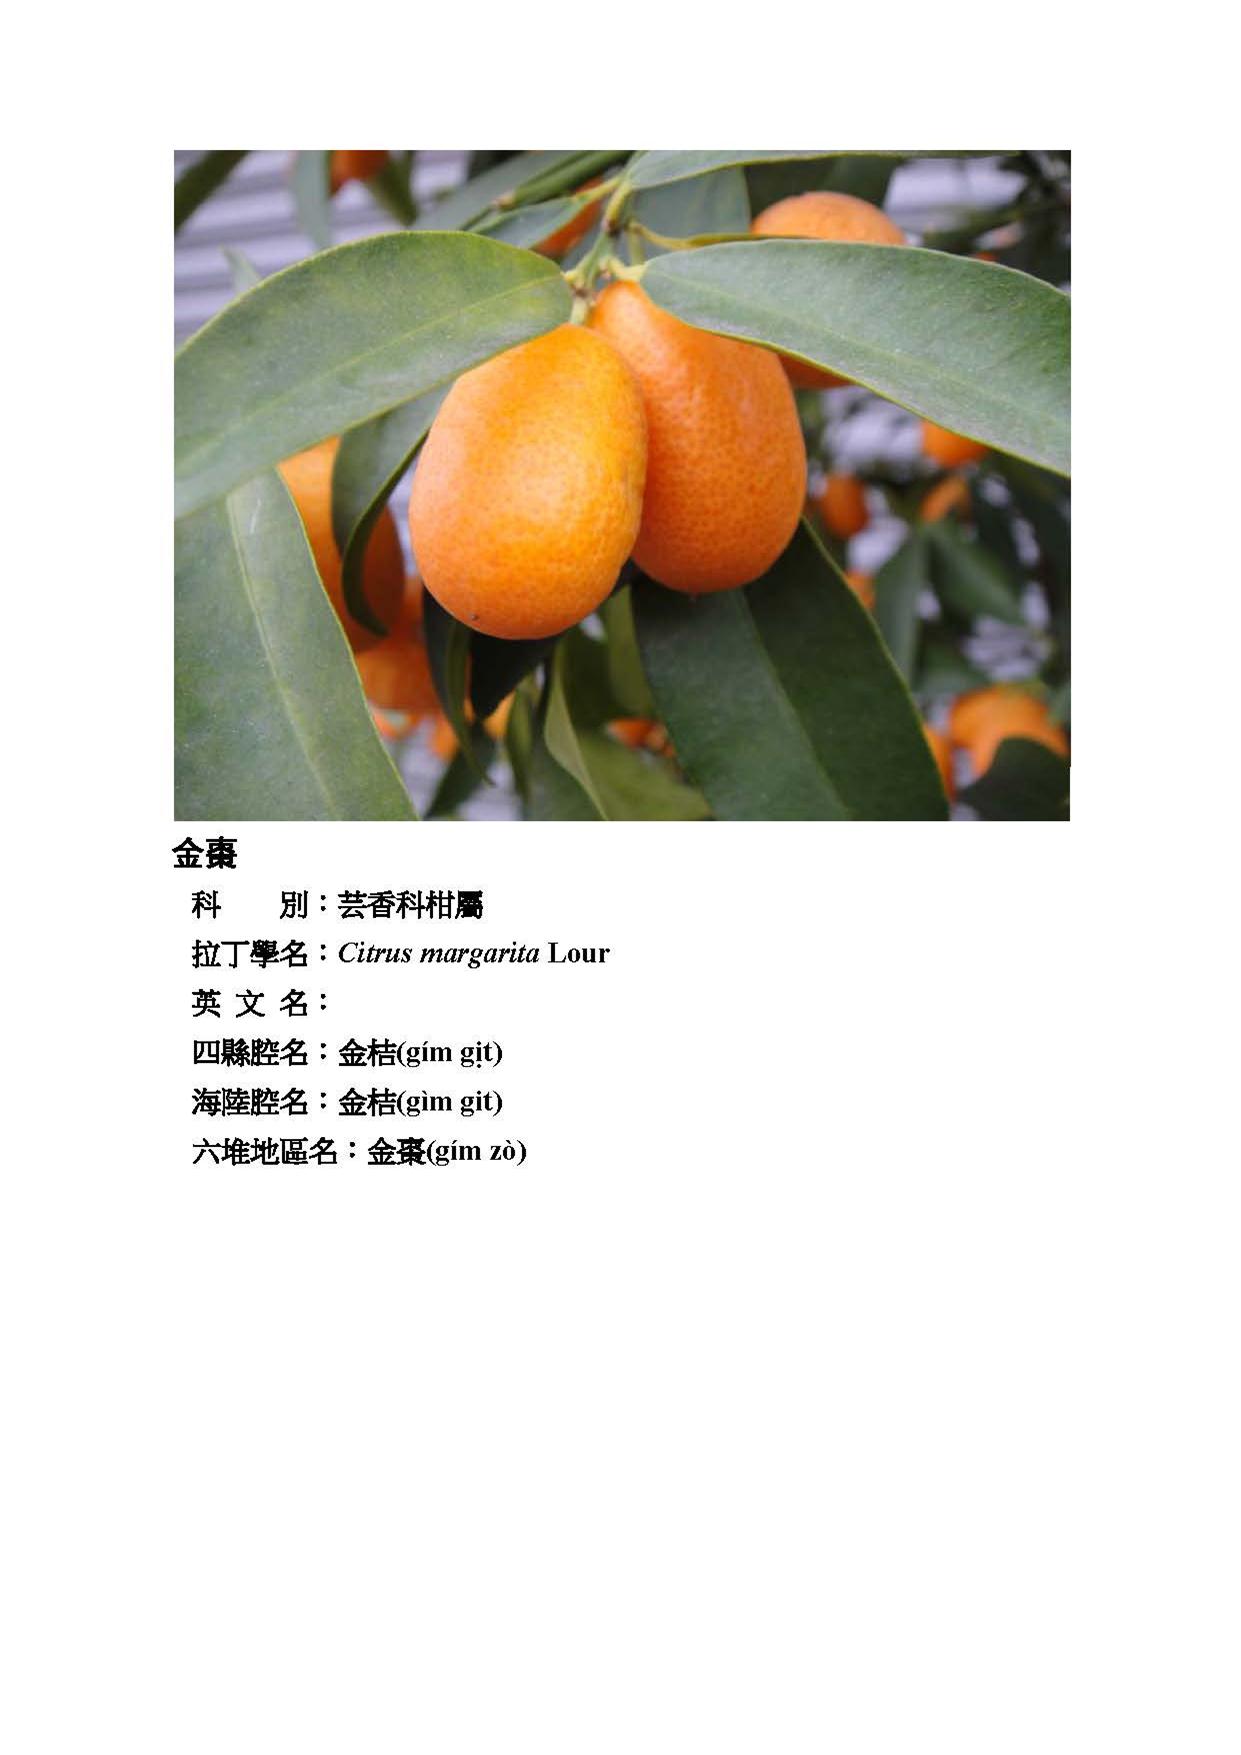 金棗
科　　別：芸香科柑屬
拉丁學名：Citrus margarita Lour
英 文 名：
四縣腔名：金桔(gím gịt)
海陸腔名：金桔(gìm git)
六堆地區名：金棗(gím zò)